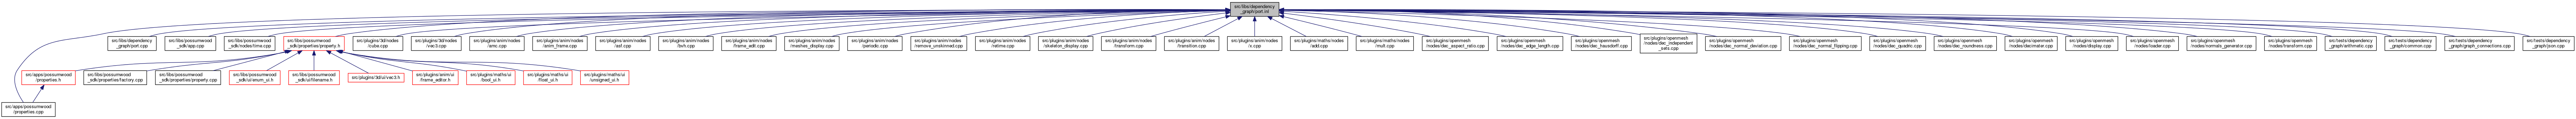 src/libs/dependency
_graph/port.inl
src/libs/dependency
_graph/port.cpp
src/libs/possumwood
_sdk/app.cpp
src/libs/possumwood
_sdk/nodes/time.cpp
src/libs/possumwood
_sdk/properties/property.h
src/plugins/3d/nodes
/cube.cpp
src/plugins/3d/nodes
/vec3.cpp
src/plugins/anim/nodes
/amc.cpp
src/plugins/anim/nodes
/anim_frame.cpp
src/plugins/anim/nodes
/asf.cpp
src/plugins/anim/nodes
/bvh.cpp
src/plugins/anim/nodes
/frame_edit.cpp
src/plugins/anim/nodes
/meshes_display.cpp
src/plugins/anim/nodes
/periodic.cpp
src/plugins/anim/nodes
/remove_unskinned.cpp
src/plugins/anim/nodes
/retime.cpp
src/plugins/anim/nodes
/skeleton_display.cpp
src/plugins/anim/nodes
/transform.cpp
src/plugins/anim/nodes
/transition.cpp
src/plugins/anim/nodes
/x.cpp
src/plugins/maths/nodes
/add.cpp
src/plugins/maths/nodes
/mult.cpp
src/plugins/openmesh
/nodes/dec_aspect_ratio.cpp
src/plugins/openmesh
/nodes/dec_edge_length.cpp
src/plugins/openmesh
/nodes/dec_hausdorff.cpp
src/plugins/openmesh
/nodes/dec_independent
_sets.cpp
src/plugins/openmesh
/nodes/dec_normal_deviation.cpp
src/plugins/openmesh
/nodes/dec_normal_flipping.cpp
src/plugins/openmesh
/nodes/dec_quadric.cpp
src/plugins/openmesh
/nodes/dec_roundness.cpp
src/plugins/openmesh
/nodes/decimater.cpp
src/plugins/openmesh
/nodes/display.cpp
src/plugins/openmesh
/nodes/loader.cpp
src/plugins/openmesh
/nodes/normals_generator.cpp
src/plugins/openmesh
/nodes/transform.cpp
src/tests/dependency
_graph/arithmatic.cpp
src/tests/dependency
_graph/common.cpp
src/tests/dependency
_graph/graph_connections.cpp
src/tests/dependency
_graph/json.cpp
src/apps/possumwood
/properties.h
src/libs/possumwood
_sdk/properties/factory.cpp
src/libs/possumwood
_sdk/properties/property.cpp
src/libs/possumwood
_sdk/ui/enum_ui.h
src/libs/possumwood
_sdk/ui/filename.h
src/plugins/3d/ui/vec3.h
src/plugins/anim/ui
/frame_editor.h
src/plugins/maths/ui
/bool_ui.h
src/plugins/maths/ui
/float_ui.h
src/plugins/maths/ui
/unsigned_ui.h
src/apps/possumwood
/properties.cpp